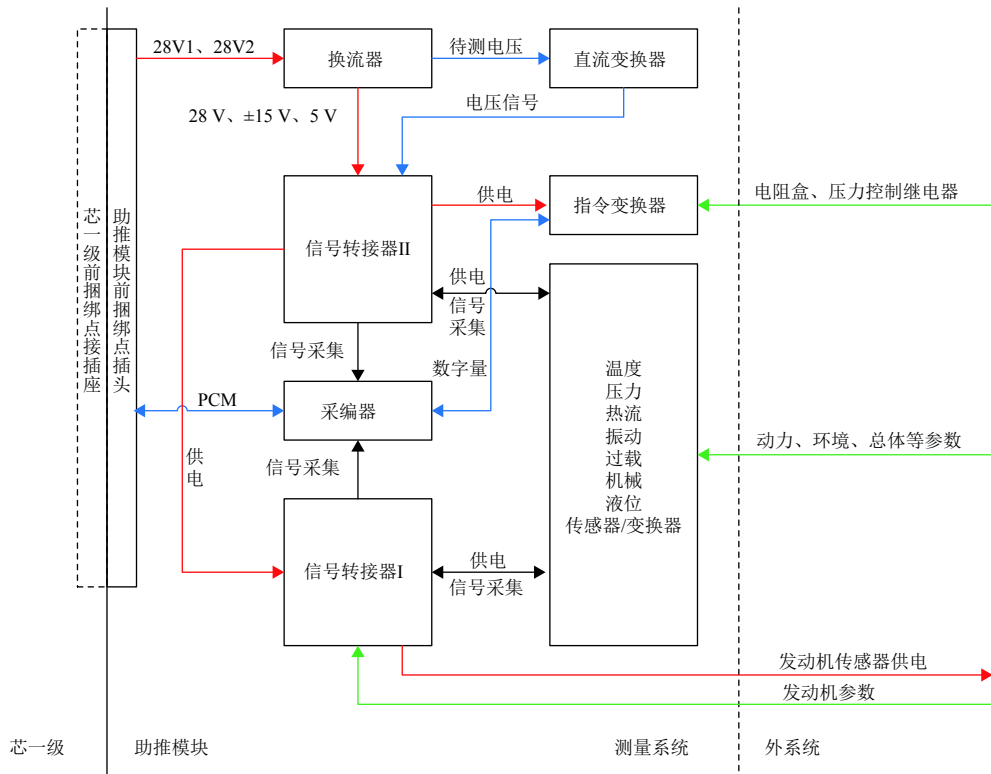 28V1、28V2
换流器
待测电压
直流变换器
28 V、±15 V、5 V
电压信号
芯一级前捆绑点接插座
助推模块前捆绑点插头
信号转接器II
供电
指令变换器
电阻盒、压力控制继电器
供电
信号
采集
信号采集
数字量
PCM
采编器
供电
信号采集
温度
压力
热流
振动
过载
机械
液位
传感器/变换器
动力、环境、总体等参数
信号转接器I
供电
信号采集
发动机传感器供电
发动机参数
芯一级
助推模块
测量系统
外系统